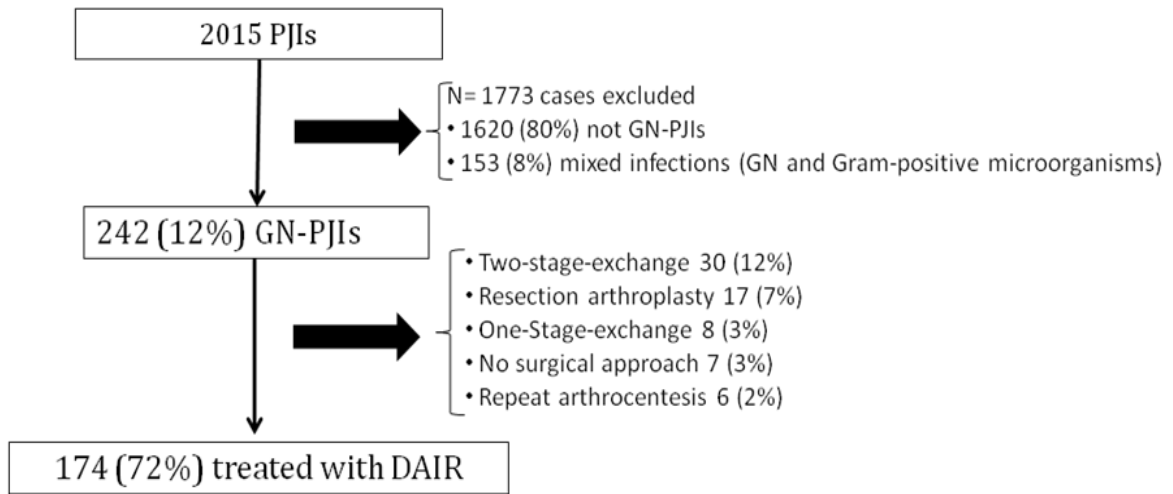 2015 PJIs
N= 1773 cases excluded
• 1620 (80%) not GN-PJIs
• 153 (8%) mixed infections (GN and Gram-positive microorganisms)
242 (12%) GN-PJIs
• Two-stage-exchange 30 (12%)
• Resection arthroplasty 17 (7%)
• One-Stage-exchange 8 (3%)
• No surgical approach 7 (3%)
• Repeat arthrocentesis 6 (2%)
174 (72%) treated with DAIR